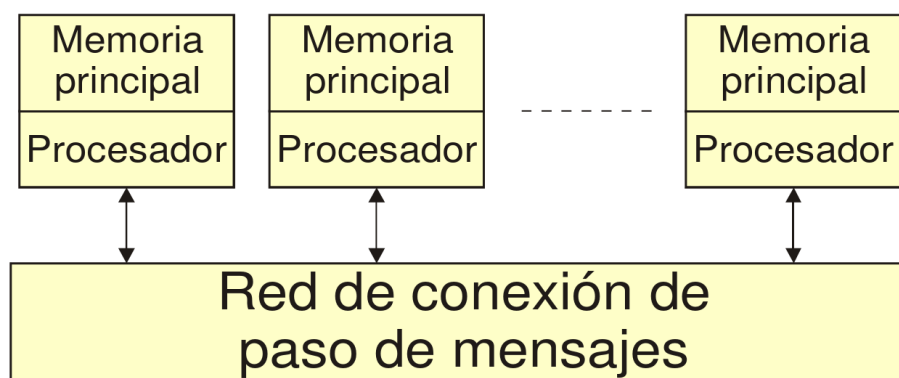 Memoria
principal
Procesador
Memoria
principal
Procesador
Memoria
principal
Procesador
Red de conexión de
paso de mensajes